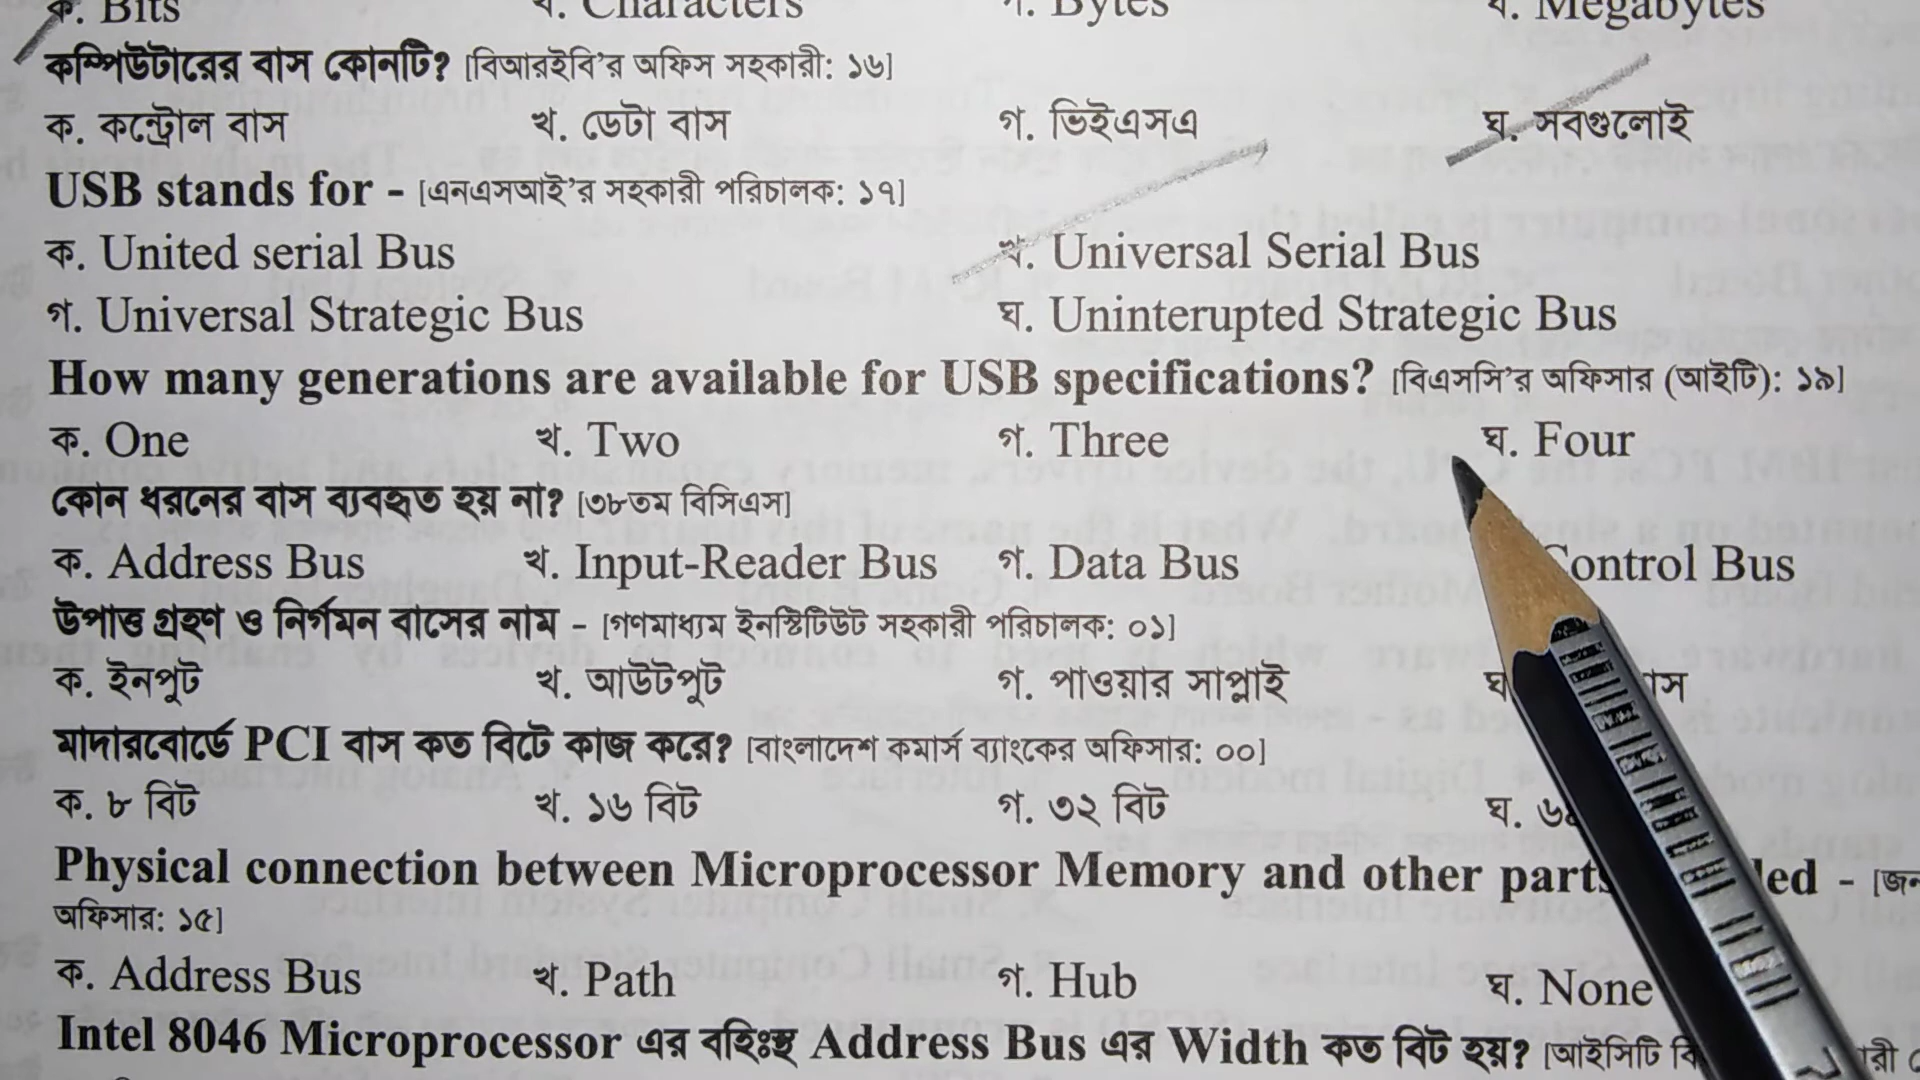 ক. Bits খ. Characters গ. Bytes ঘ. Megabytes
কম্পিউটারের বাস কোনটি? [বিআরইবি'র অফিস সহকারী: ১৬]
ক. কন্ট্রোল বাস খ. ডেটা বাস গ. ভিইএসএ ঘ. সবগুলোই
USB stands for - [এনএসআই'র সহকারী পরিচালক: ১৭]
ক. United serial Bus খ. Universal Serial Bus
গ. Universal Strategic Bus ঘ. Uninterupted Strategic Bus
How many generations are available for USB specifications? [বিএসসি'র অফিসার (আইটি): ১৯]
ক. One খ. Two গ. Three ঘ. Four
কোন ধরনের বাস ব্যবহৃত হয় না? [৩৮তম বিসিএস]
ক. Address Bus খ. Input-Reader Bus গ. Data Bus Control Bus
উপাত্ত গ্রহণ ও নির্গমন বাসের নাম - [গণমাধ্যম ইনস্টিটিউট সহকারী পরিচালক: ০১]
ক. ইনপুট খ. আউটপুট গ. পাওয়ার সাপ্লাই ঘ
মাদারবোর্ডে PCI বাস কত বিটে কাজ করে? [বাংলাদেশ কমার্স ব্যাংকের অফিসার: ০০]
ক. ৮ বিট খ. ১৬ বিট গ. ৩২ বিট ঘ.
Physical connection between Microprocessor Memory and other parts
অফিসার: ১৫]
ক. Address Bus খ. Path গ. Hub ঘ. None
Intel 8046 Microprocessor এর বহিঃস্থ Address Bus এর Width কত বিট হয়? [আইসিটি